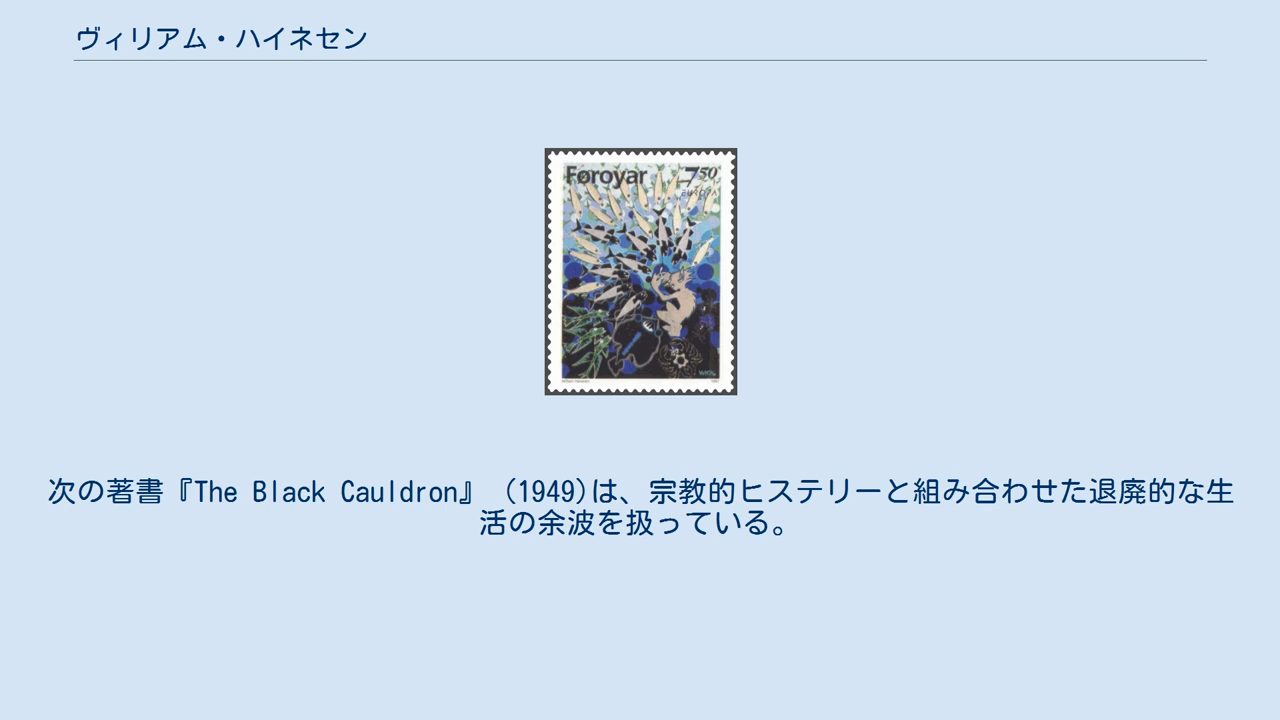 ヴィリアム・ハイネセン
Føroyar 750
EUROPA
次の著書『The Black Cauldron』 (1949)は、宗教的ヒステリーと組み合わせた退廃的な生
活の余波を扱っている。